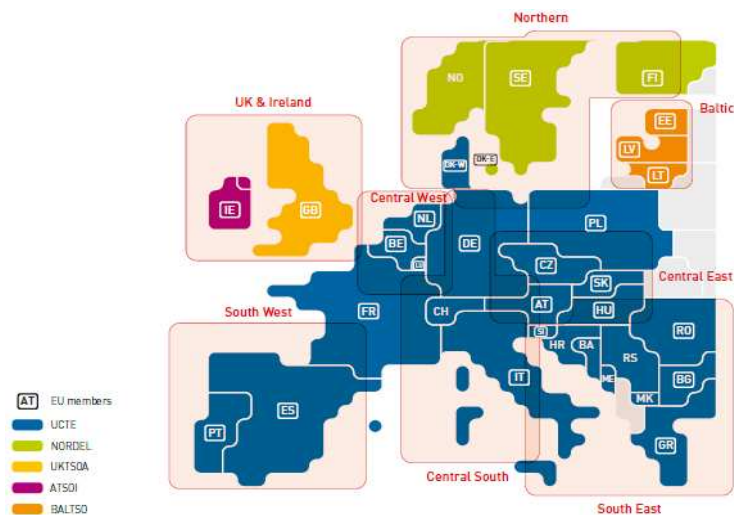 Northern
NO
SE
FI
UK & Ireland
Baltic
EE
LV
LT
DK-W
DK-E
IE
GB
Central West
NL
BE
DE
PL
LU
CZ
Central East
SK
FR
CH
AT
HU
South West
SI
HR
BA
RS
RO
ME
BG
IT
MK
ES
PT
GR
Central South
South East
AT EU members
UCTE
NORDEL
UKTSOA
ATSOI
BALTSO